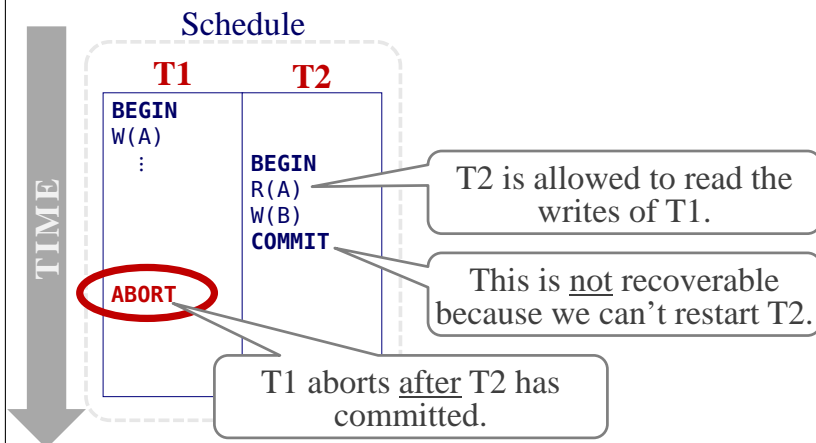 Schedule
T1 T2
BEGIN
W(A)
⋮
BEGIN
R(A)
W(B)
COMMIT
ABORT
TIME
T2 is allowed to read the
writes of T1.
This is not recoverable
because we can’t restart T2.
T1 aborts after T2 has
committed.